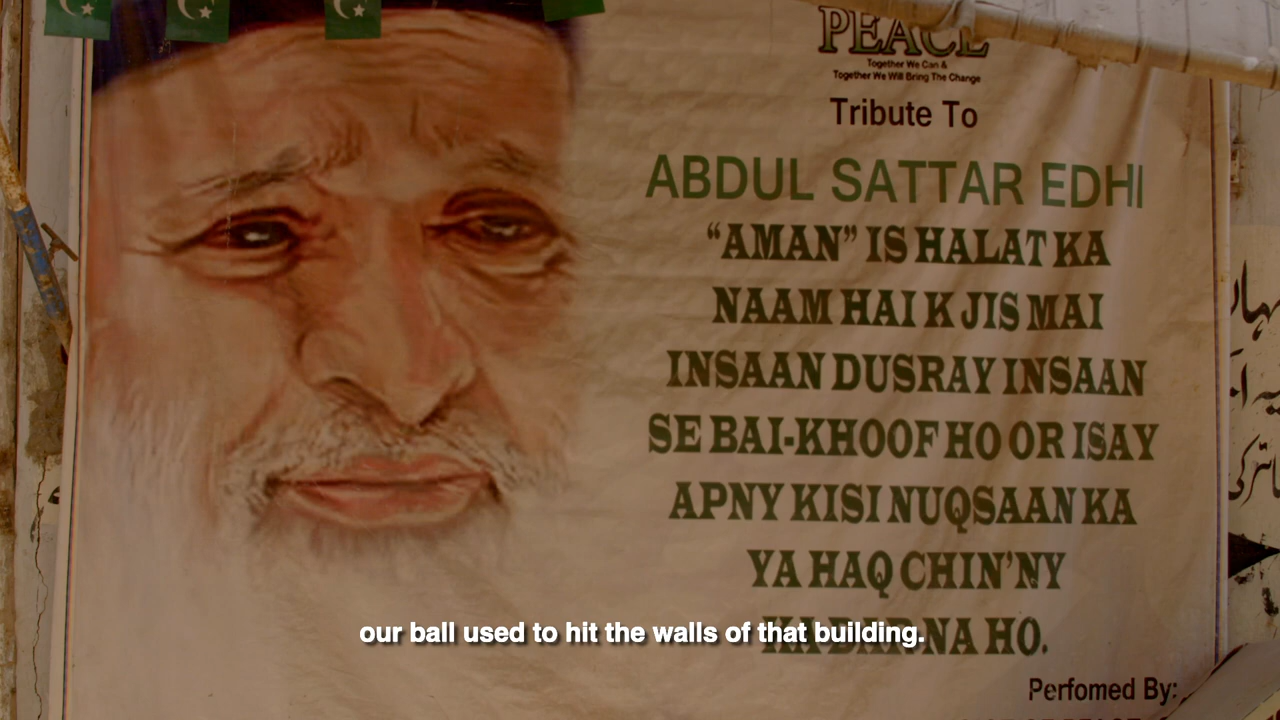 PEACE
Together We Can &
Together We Will Bring The Change
Tribute To
ABDUL SATTAR EDHI
“AMAN” IS HALAT KA
NAAM HAI K JIS MAI
INSAAN DUSRAY INSAAN
SE BAI-KHOOF HO OR ISAY
APNY KISI NUQSAAN KA
YA HAQ CHIN’NY
KA DAR NA HO.
our ball used to hit the walls of that building.
Perfomed By: